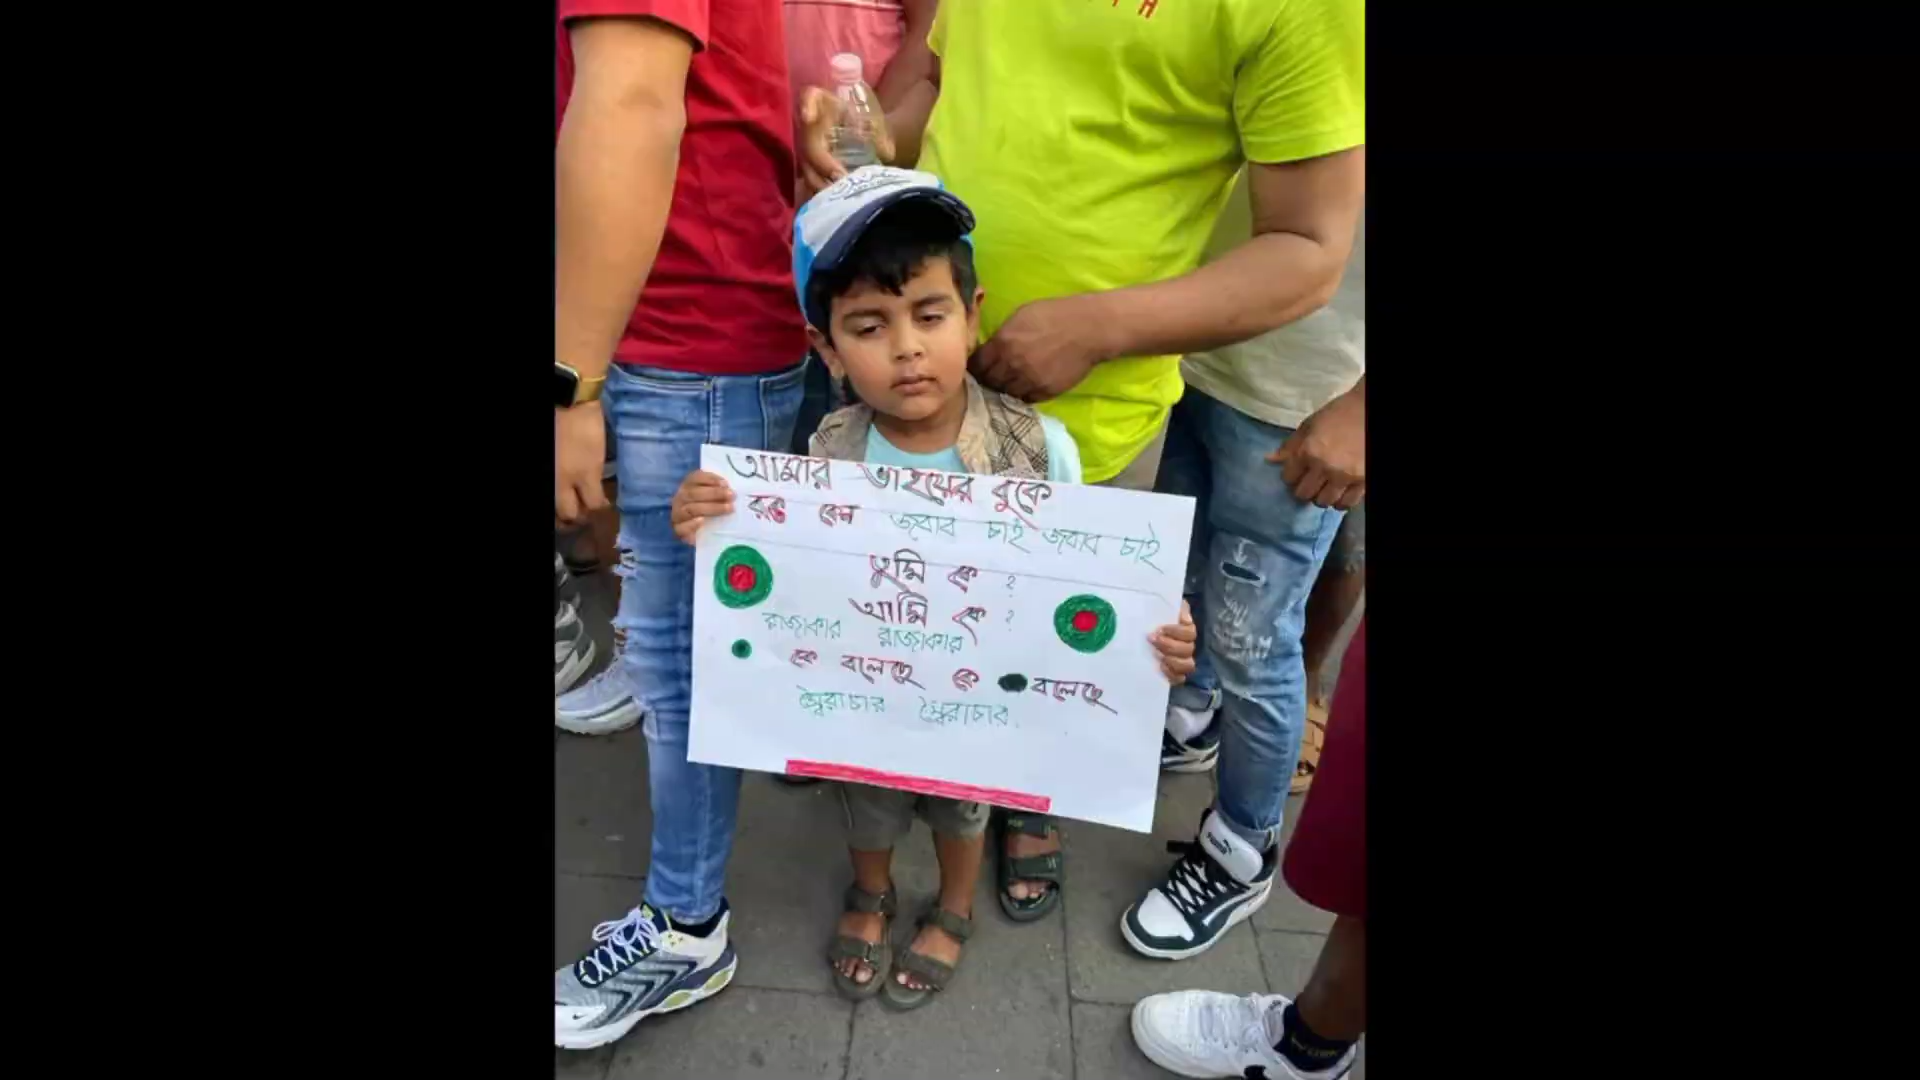 আমার ভাইয়ের বুকে
রক্ত কেন জবাব চাই জবাব চাই
তুমি কে ?
আমি কে ?
রাজাকার রাজাকার
কে বলেছে কে বলেছে
স্বৈরাচার স্বৈরাচার.